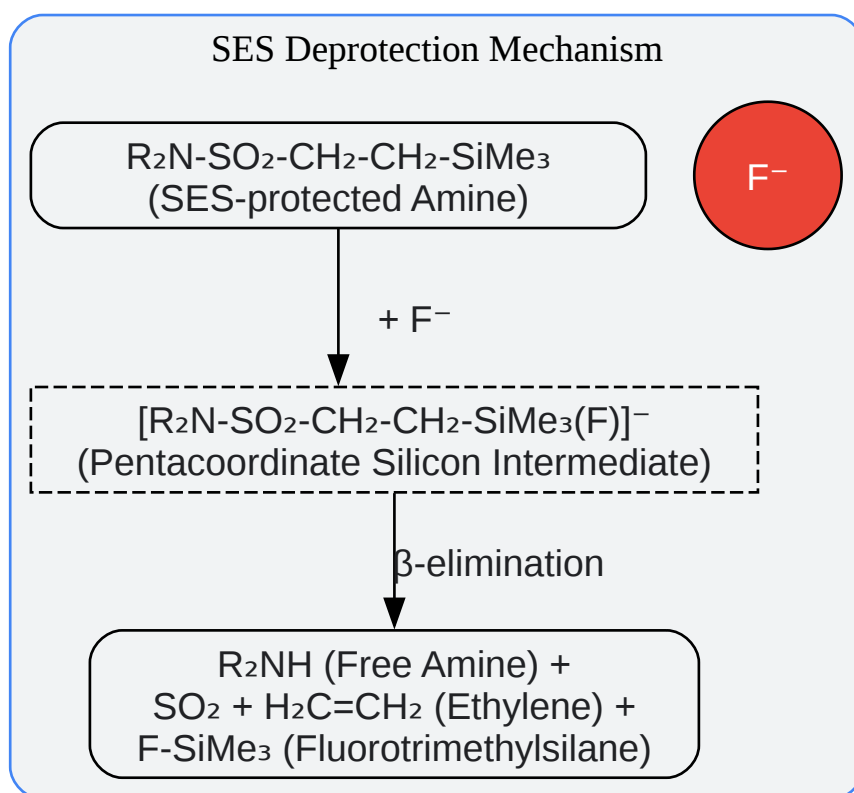 SES Deprotection Mechanism
R₂N-SO₂-CH₂-CH₂-SiMe₃
(SES-protected Amine)
F⁻
+ F⁻
[R₂N-SO₂-CH₂-CH₂-SiMe₃(F)]⁻
(Pentacoordinate Silicon Intermediate)
β-elimination
R₂NH (Free Amine) +
SO₂ + H₂C=CH₂ (Ethylene) +
F-SiMe₃ (Fluorotrimethylsilane)